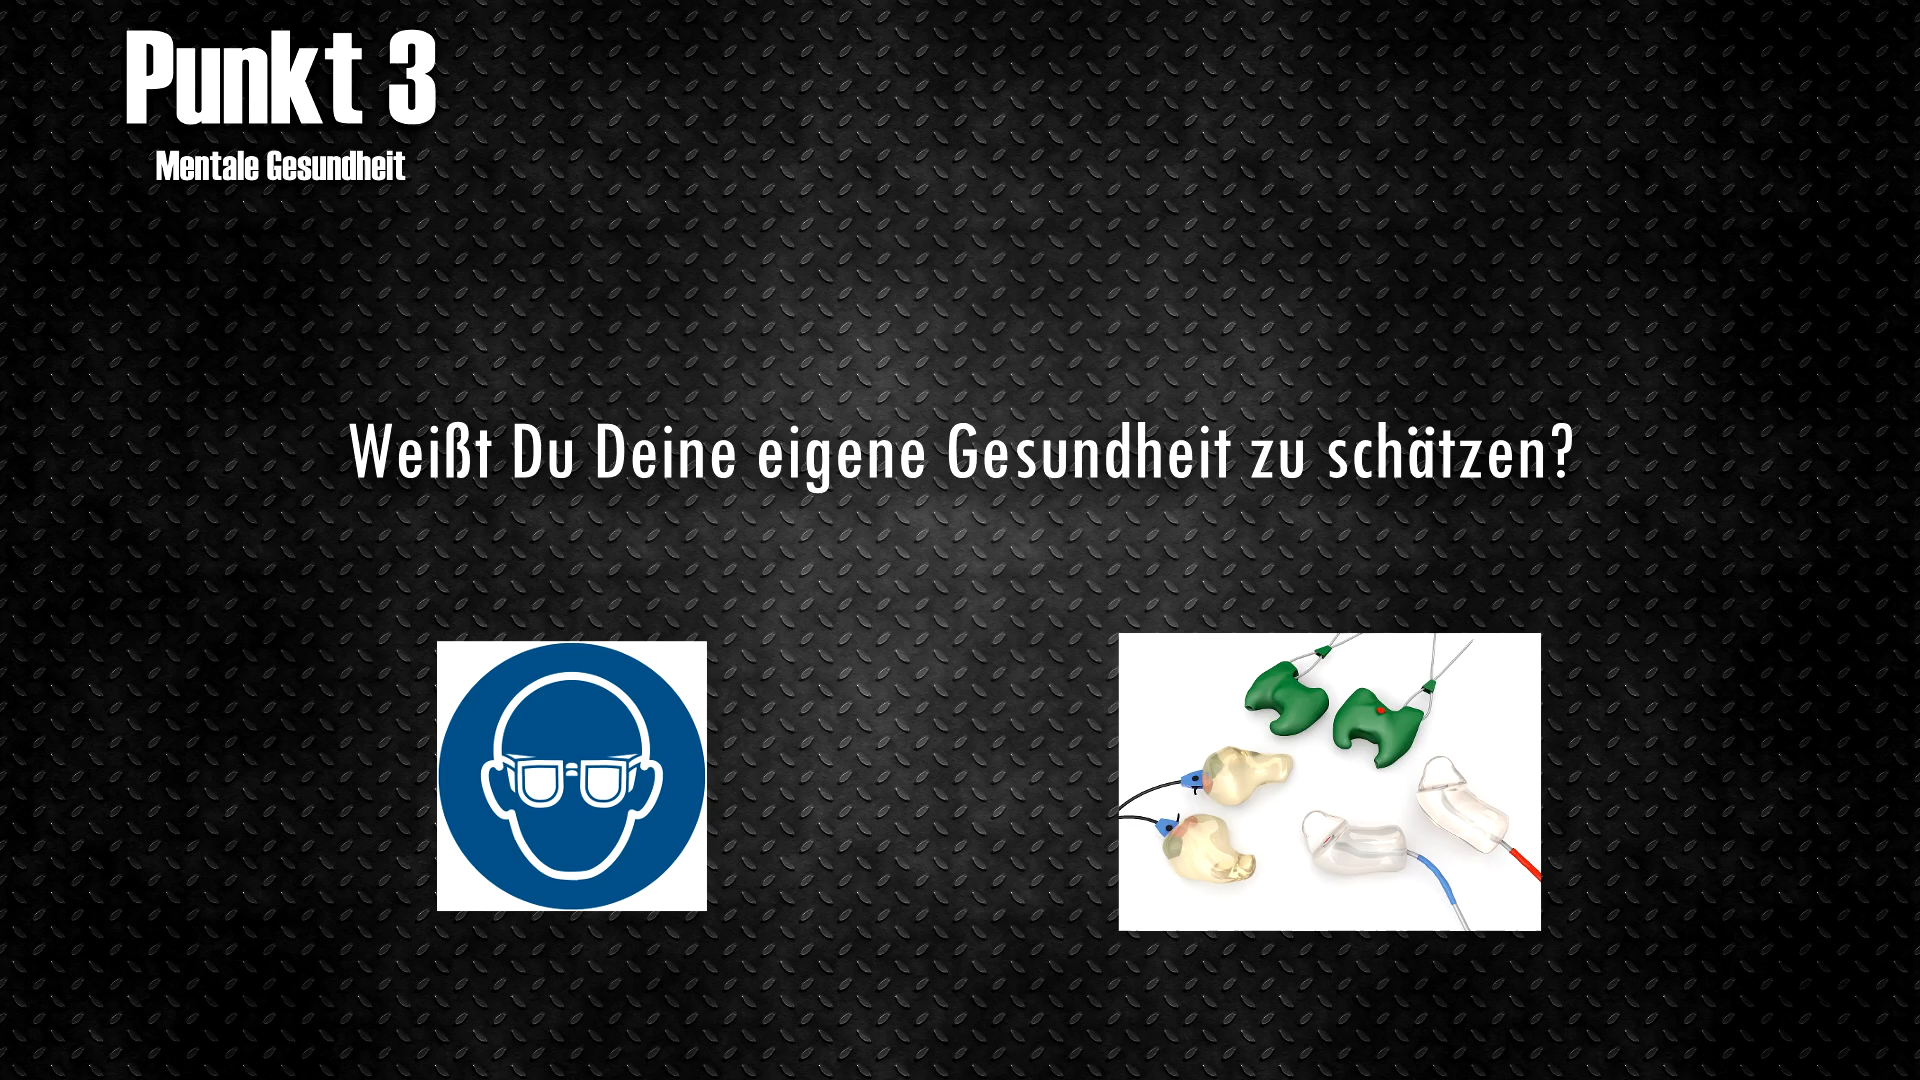 Punkt 3
Mentale Gesundheit
Weißt Du Deine eigene Gesundheit zu schätzen?